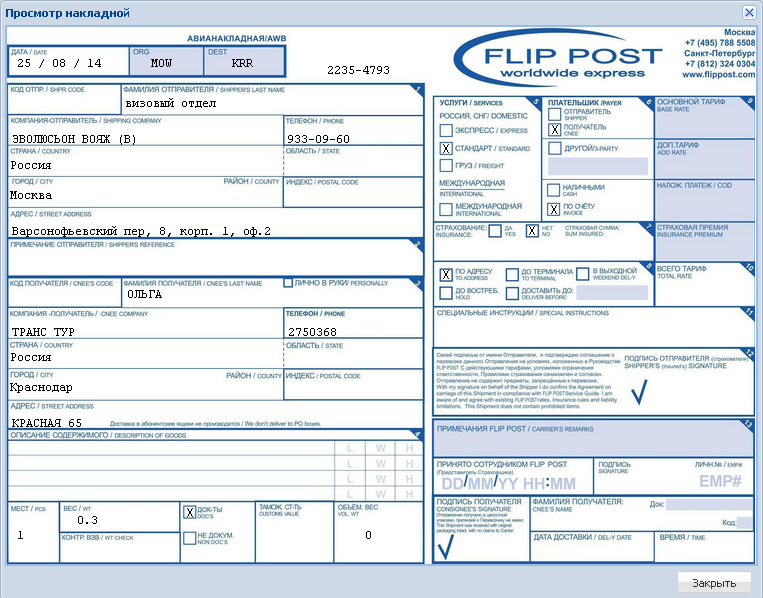 Просмотр накладной
АВИАНАКЛАДНАЯ/AWB
ДАТА / DATE
25 / 08 / 14
ORG
MOW
DEST
KRR
2235-4793
FLIP POST
worldwide express
Москва
+7 (495) 788 5508
Санкт-Петербург
+7 (812) 324 0304
www.flippost.com
КОД ОТПР. / SHPR CODE
ФАМИЛИЯ ОТПРАВИТЕЛЯ / SHIPPER'S LAST NAME
1
визовый отдел
КОМПАНИЯ-ОТПРАВИТЕЛЬ / SHIPPING COMPANY
ТЕЛЕФОН / PHONE
ЭВОЛЮСЬОН ВОЯЖ (В)
933-09-60
СТРАНА / COUNTRY
ОБЛАСТЬ / STATE
Россия
ГОРОД / CITY
РАЙОН / COUNTY
ИНДЕКС / POSTAL CODE
Москва
АДРЕС / STREET ADDRESS
Варсонофьевский пер, 8, корп. 1, оф.2
ПРИМЕЧАНИЕ ОТПРАВИТЕЛЯ / SHIPPER'S REFERENCE
2
КОД ПОЛУЧАТЕЛЯ / CNEE'S CODE
ФАМИЛИЯ ПОЛУЧАТЕЛЯ / CNEE'S LAST NAME
ЛИЧНО В РУКИ/ PERSONALLY
3
ОЛЬГА
КОМПАНИЯ -ПОЛУЧАТЕЛЬ / CNEE COMPANY
ТЕЛЕФОН / PHONE
ТРАНС ТУР
2750368
СТРАНА / COUNTRY
ОБЛАСТЬ / STATE
Россия
ГОРОД / CITY
РАЙОН / COUNTY
ИНДЕКС / POSTAL CODE
Краснодар
АДРЕС / STREET ADDRESS
КРАСНАЯ 65
Доставка в абонентские ящики не производится / We don't deliver to PO boxes.
ОПИСАНИЕ СОДЕРЖИМОГО / DESCRIPTION OF GOODS
4
L W H
L W H
L W H
L W H
МЕСТ / PCS
1
ВЕС / WT
0.3
КОНТР. ВЗВ / WT CHECK
X
ДОК-ТЫ
DOC'S
НЕ ДОКУМ.
NON DOC'S
ТАМОЖ. СТ-ТЬ
CUSTOMS VALUE
ОБЪЕМ. ВЕС
VOL. WT
0
УСЛУГИ / SERVICES
5
РОССИЯ, СНГ/ DOMESTIC
ЭКСПРЕСС / EXPRESS
X СТАНДАРТ / STANDARD
ГРУЗ / FREIGHT
МЕЖДУНАРОДНАЯ
INTERNATIONAL
МЕЖДУНАРОДНАЯ
INTERNATIONAL
ПЛАТЕЛЬЩИК /PAYER
6
ОТПРАВИТЕЛЬ
SHIPPER
X ПОЛУЧАТЕЛЬ
CNEE
ДРУГОЙ/3-PARTY
НАЛИЧНЫМИ
CASH
X ПО СЧЁТУ
INVOICE
ОСНОВНОЙ ТАРИФ
BASE RATE
9
ДОП.ТАРИФ
ADD RATE
НАЛОЖ. ПЛАТЕЖ / COD
СТРАХОВАНИЕ:
INSURANCE:
ДА
YES
X НЕТ
NO
СТРАХОВАЯ СУММА:
SUM INSURED:
7
СТРАХОВАЯ ПРЕМИЯ
INSURANCE PREMIUM
X ПО АДРЕСУ
TO ADDRESS
ДО ТЕРМИНАЛА
TO TERMINAL
В ВЫХОДНОЙ
WEEKEND DEL-Y
8
ДО ВОСТРЕБ.
HOLD
ДОСТАВИТЬ ДО:
DELIVER BEFORE:
ВСЕГО ТАРИФ
TOTAL RATE
10
СПЕЦИАЛЬНЫЕ ИНСТРУКЦИИ / SPECIAL INSTRUCTIONS
11
Своей подписью от имени Отправителя, я подтверждаю соглашение о
перевозке данного Отправления на условиях, изложенных в Руководстве
FLIP POST С действующими тарифами, условиями ограничения
ответственности, Правилами страхования ознакомлен и согласен.
Отправление не содержит предметы, запрещённые к перевозке.
With my signature on behalf of the Shipper I do confirm the Agreement on
carriage of this Shipment in compliance with FLIP POSTService Guide. I am
aware of and agree with existing FLIP POSTrates, Insurance rules and liability
limitations. This Shipment does not contain prohibited items.
ПОДПИСЬ ОТПРАВИТЕЛЯ (страхователя)
SHIPPER'S (insured's) SIGNATURE
12
ПРИМЕЧАНИЯ FLIP POST / CARRIER'S REMARKS
13
ПРИНЯТО СОТРУДНИКОМ FLIP POST
(Представитель Страховщика)
DD/MM/YY HH:MM
ПОДПИСЬ
SIGNATURE
ЛИЧН.№ / EMP#
EMP#
ПОДПИСЬ ПОЛУЧАТЕЛЯ
CONSIGNEE'S SIGNATURE
Отправление получено в целостной
упаковке, претензий к Перевозчику не имею:
This Shipment was received with original
packaging intact, with no claims to Carrier:
ФАМИЛИЯ ПОЛУЧАТЕЛЯ:
CNEE'S NAME
Док:
Код:
ДАТА ДОСТАВКИ / DEL-Y DATE
ВРЕМЯ / TIME
Закрыть